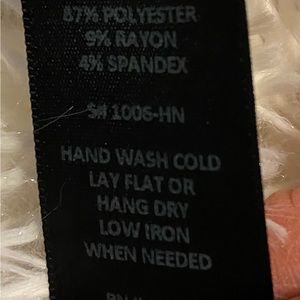 87% POLYESTER
9% RAYON
4% SPANDEX
S# 1006-HN
HAND WASH COLD
LAY FLAT OR
HANG DRY
LOW IRON
WHEN NEEDED